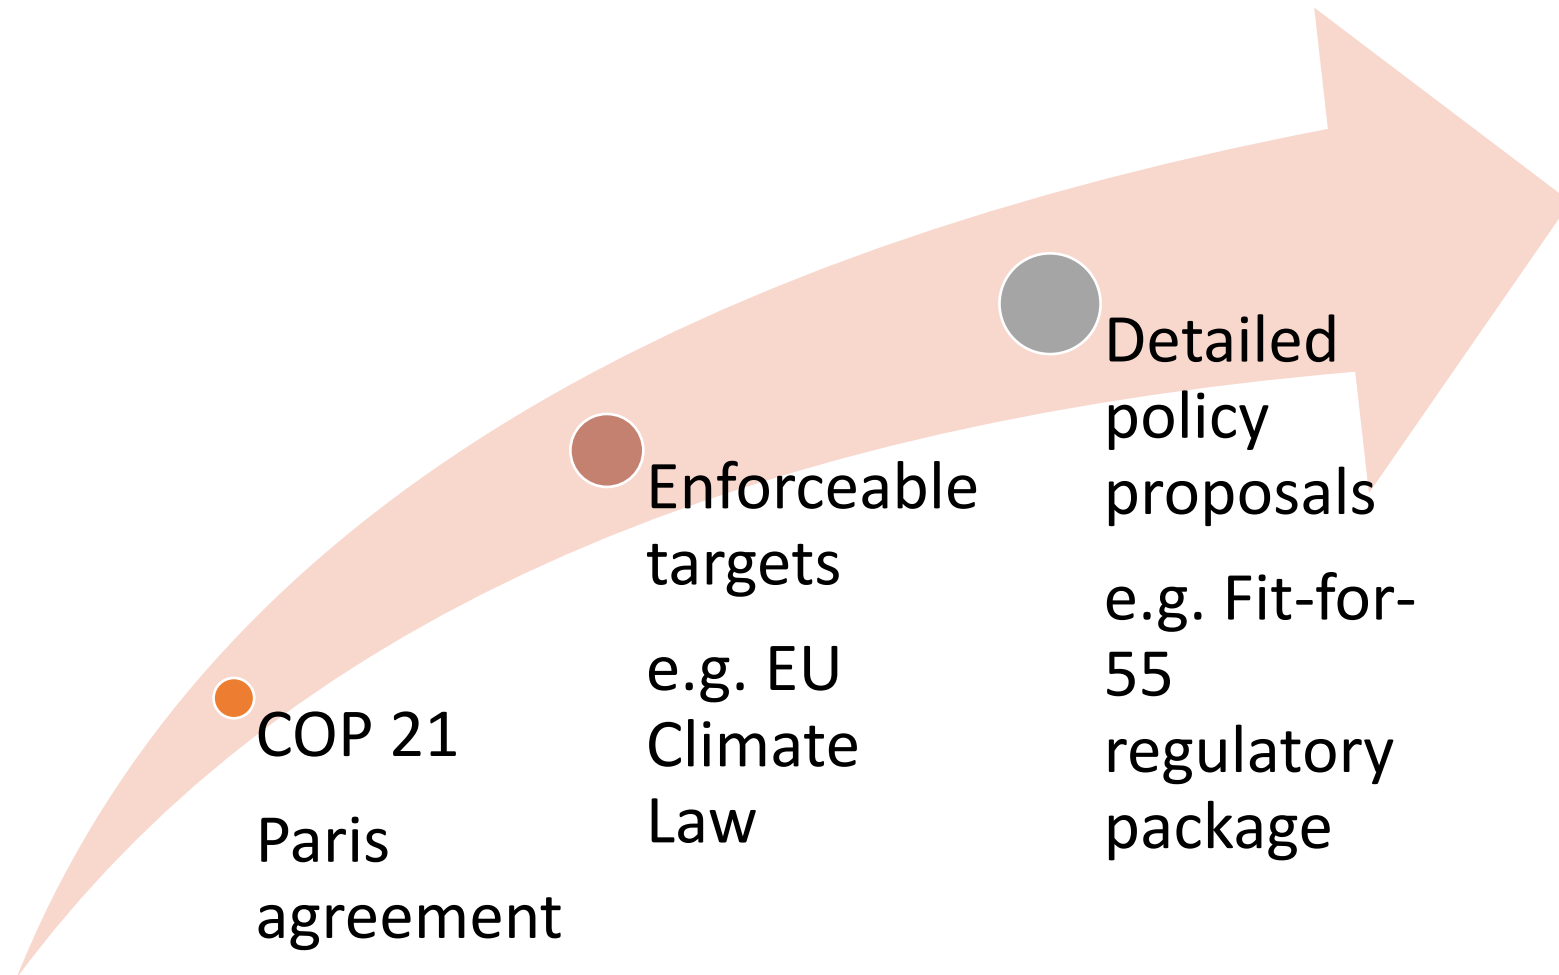 COP 21
Paris
agreement
Enforceable
targets
e.g. EU
Climate
Law
Detailed
policy
proposals
e.g. Fit-for-
55
regulatory
package